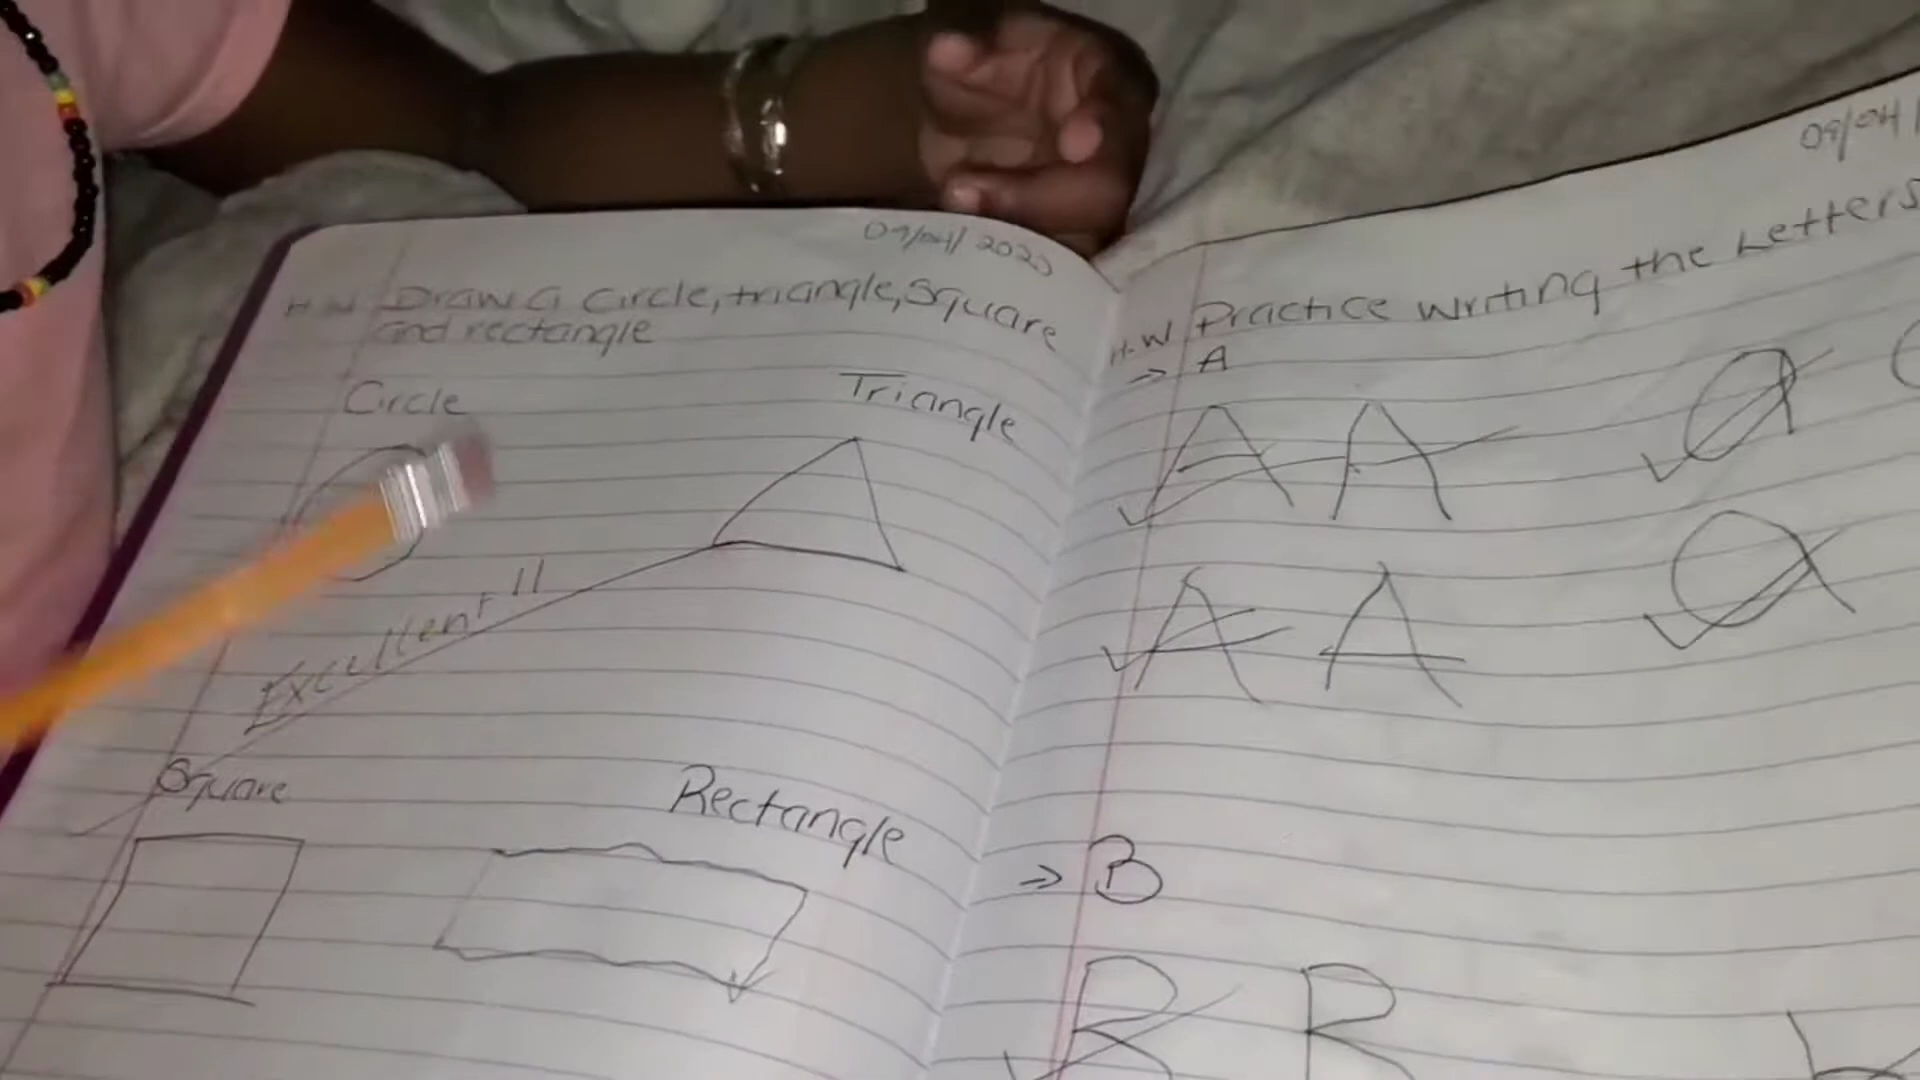 09/04/2020
H.W Draw a Circle, triangle, Square
and rectangle
Circle
Triangle
Excellent!!
Square
Rectangle
09/04/
H.W Practice writing the Letters
→ A
A A a
A A a
→ B
B B